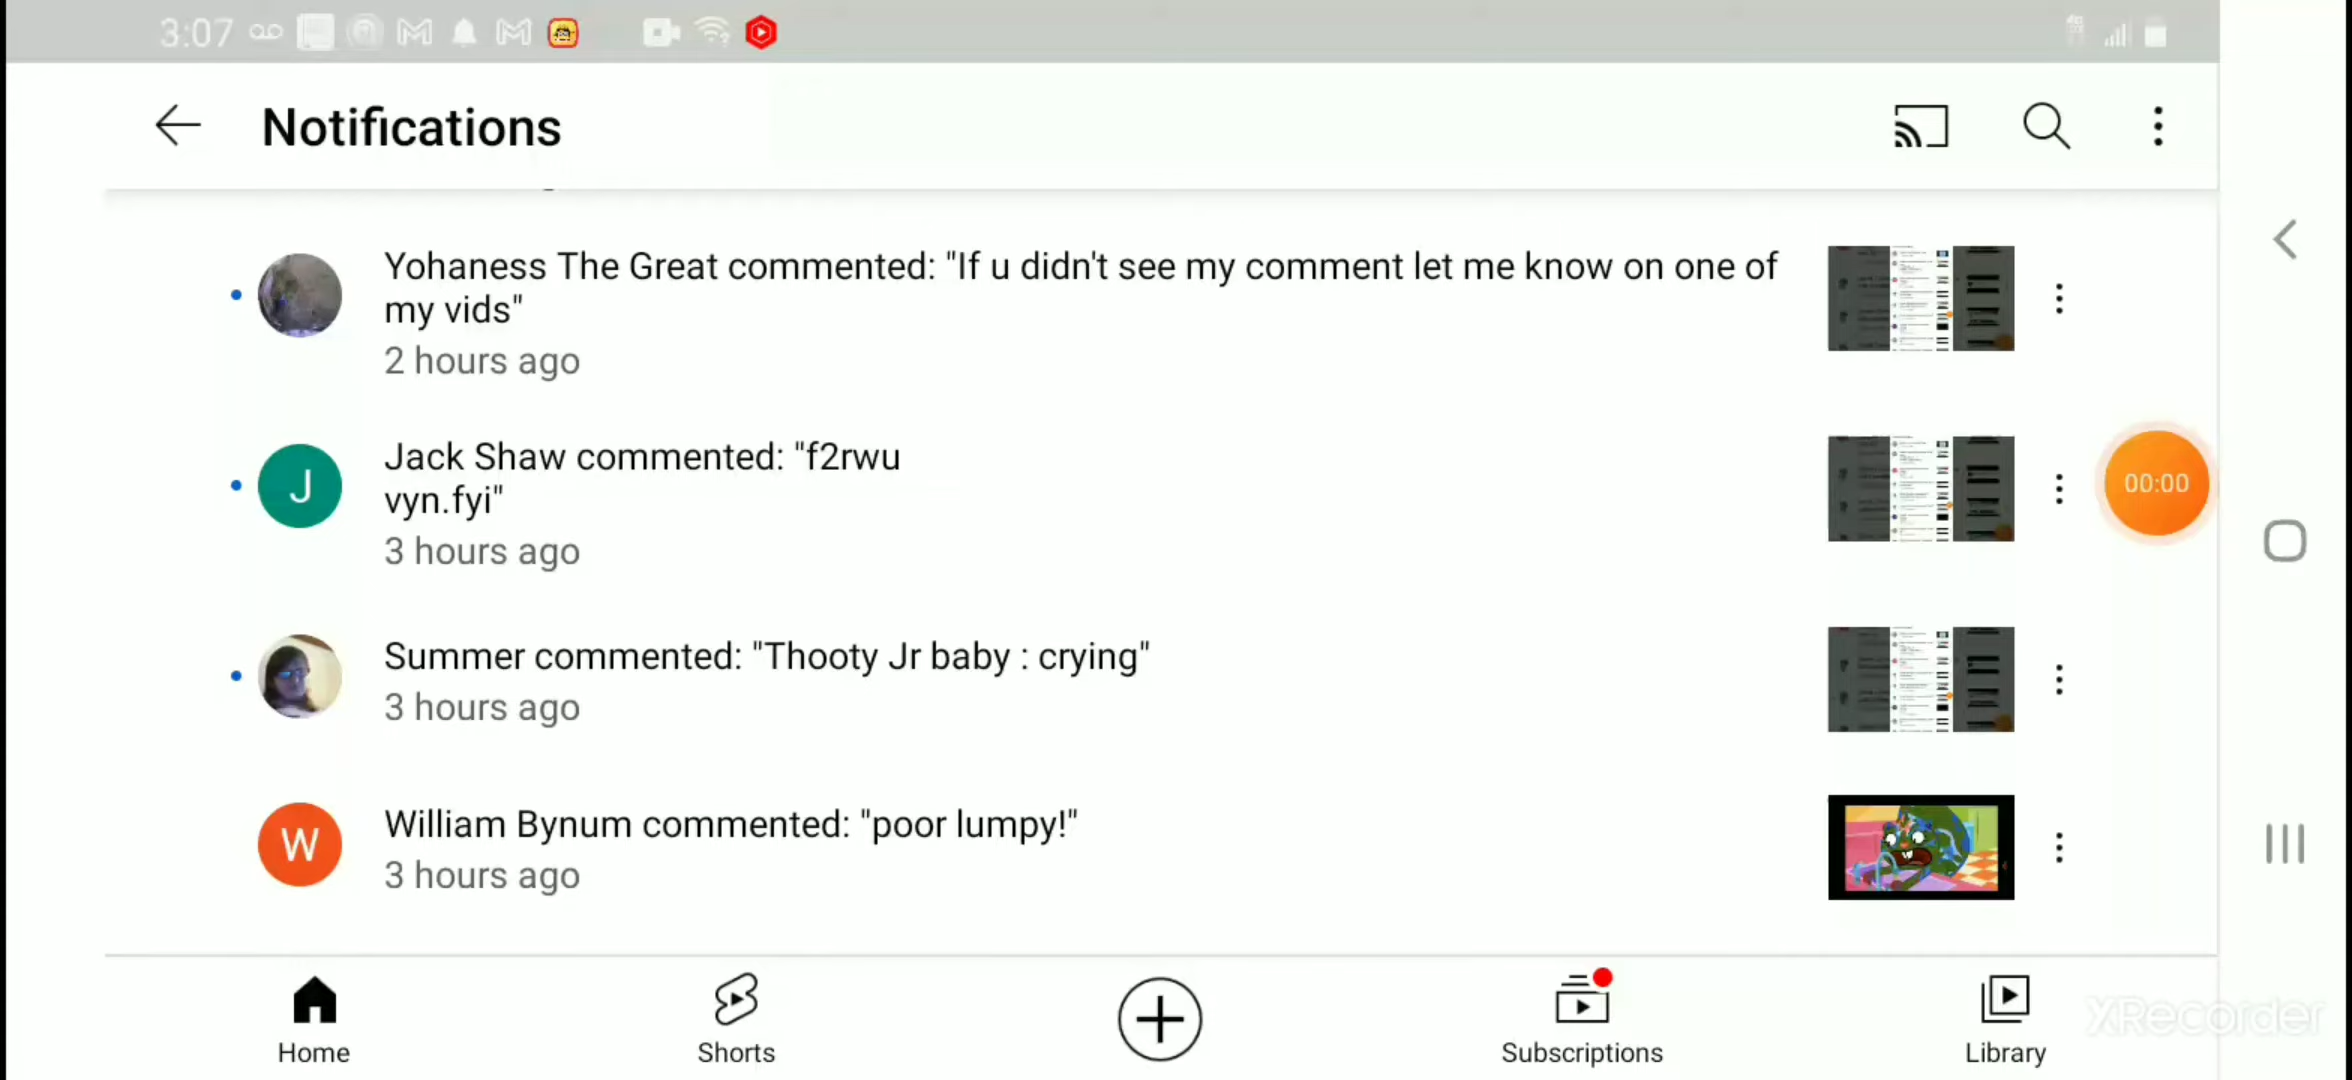 3:07
Notifications
Yohaness The Great commented: "If u didn't see my comment let me know on one of
my vids"
2 hours ago
Jack Shaw commented: "f2rwu
vyn.fyi"
3 hours ago
J
00:00
Summer commented: "Thooty Jr baby : crying"
3 hours ago
William Bynum commented: "poor lumpy!"
W
3 hours ago
Home
Shorts
Subscriptions
Library
XRecorder